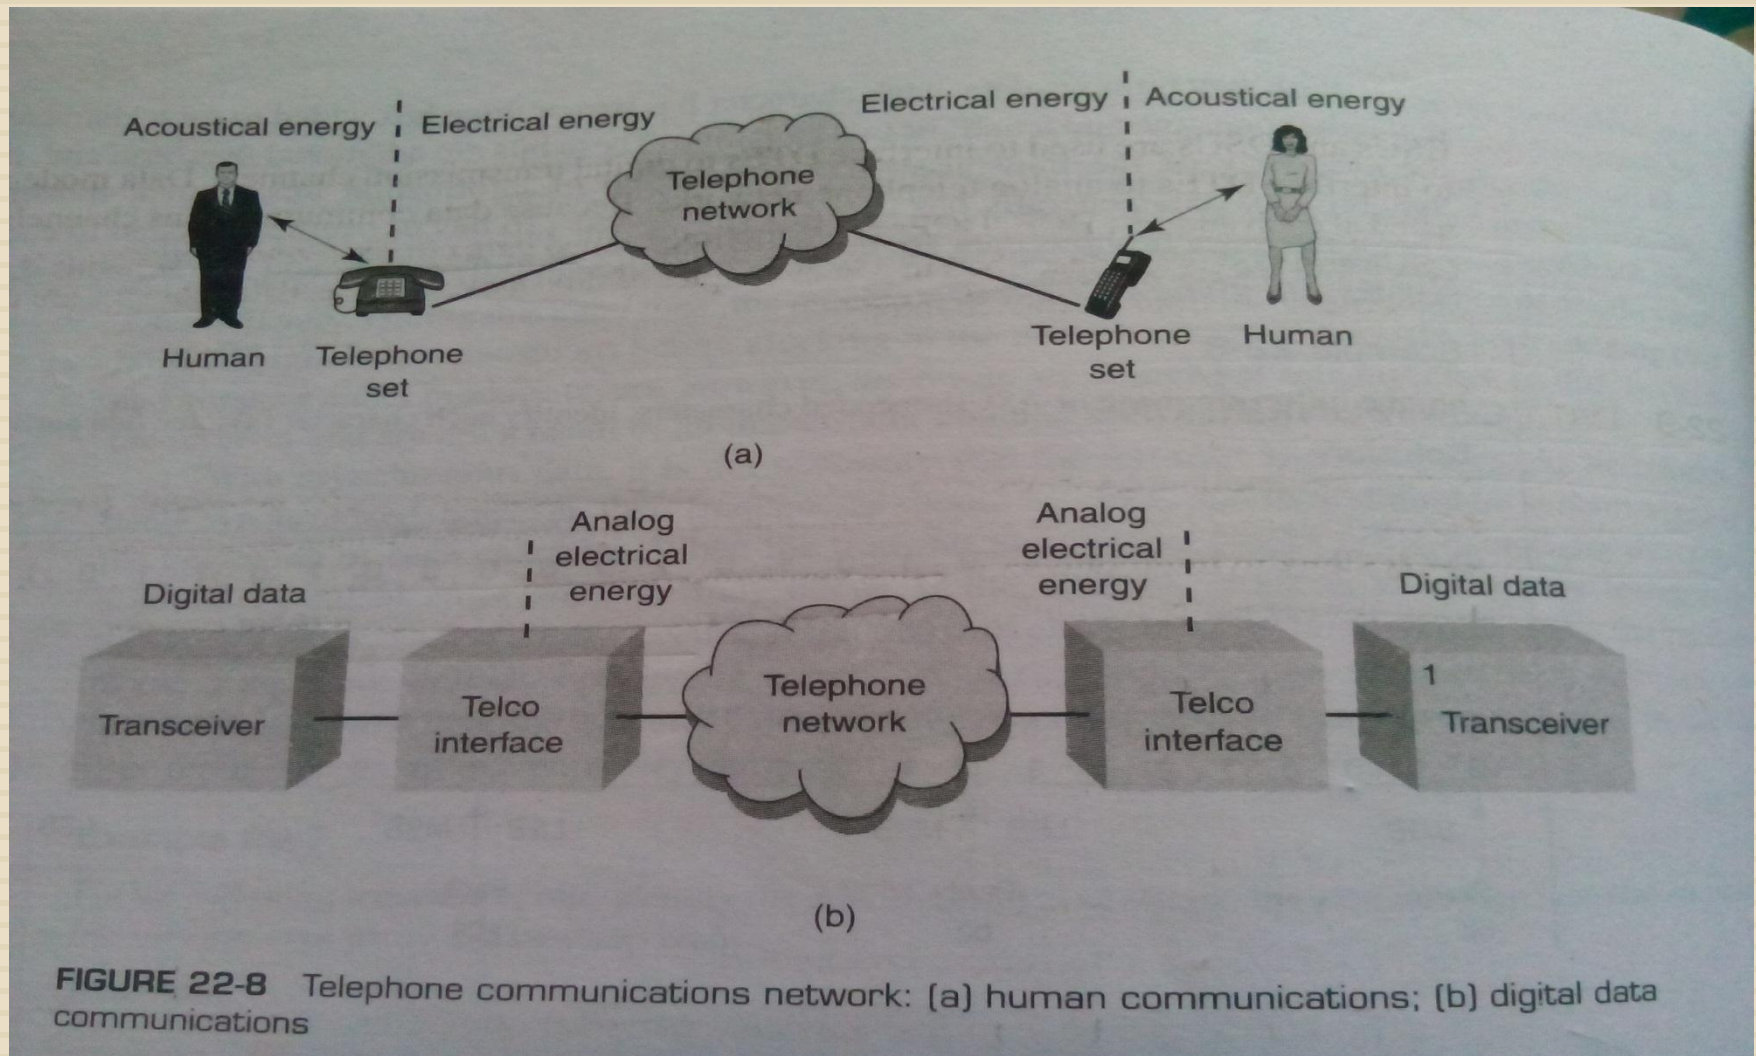 Acoustical energy
Electrical energy
Electrical energy
Acoustical energy
Telephone
network
Human
Telephone
set
Telephone
set
Human
(a)
Analog
electrical
energy
Analog
electrical
energy
Digital data
Digital data
Transceiver
Telco
interface
Telephone
network
Telco
interface
1
Transceiver
(b)
FIGURE 22-8 Telephone communications network: (a) human communications; (b) digital data
communications